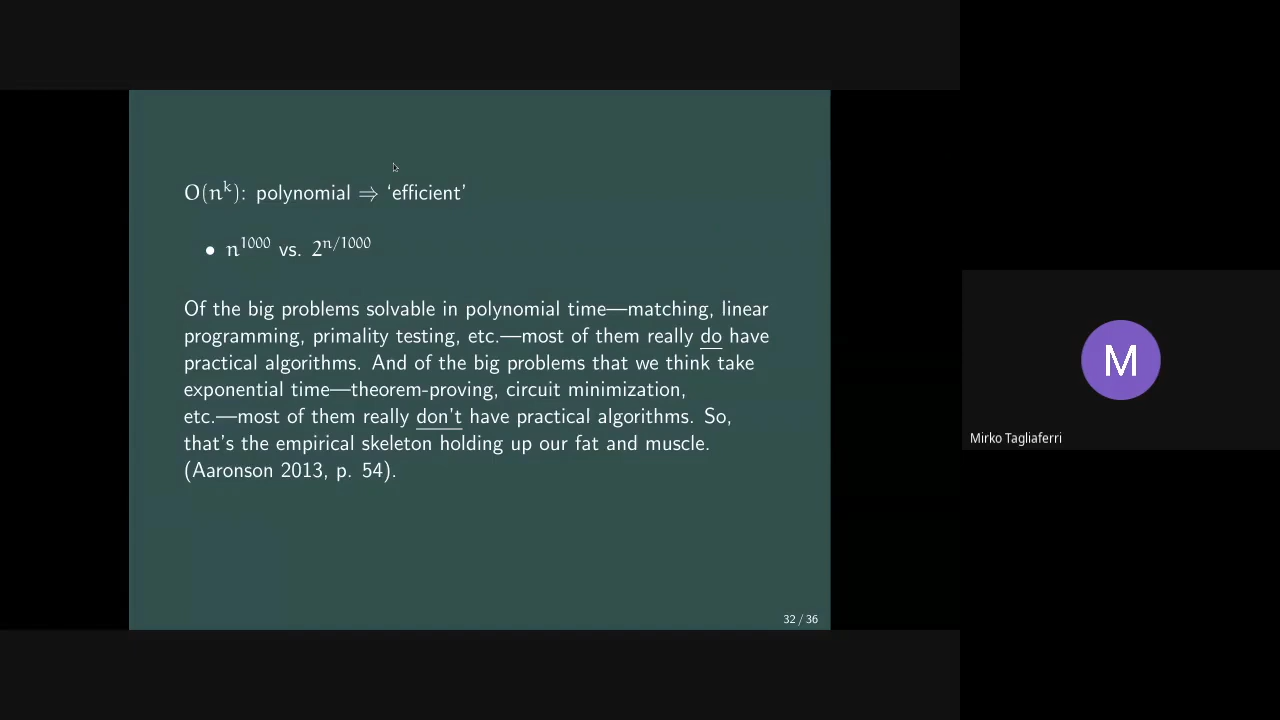 O(nᵏ): polynomial ⇒ ‘efficient’
• n¹⁰⁰⁰ vs. 2ⁿᐟ¹⁰⁰⁰
Of the big problems solvable in polynomial time—matching, linear
programming, primality testing, etc.—most of them really do have
practical algorithms. And of the big problems that we think take
exponential time—theorem-proving, circuit minimization,
etc.—most of them really don't have practical algorithms. So,
that's the empirical skeleton holding up our fat and muscle.
(Aaronson 2013, p. 54).
32 / 36
M
Mirko Tagliaferri